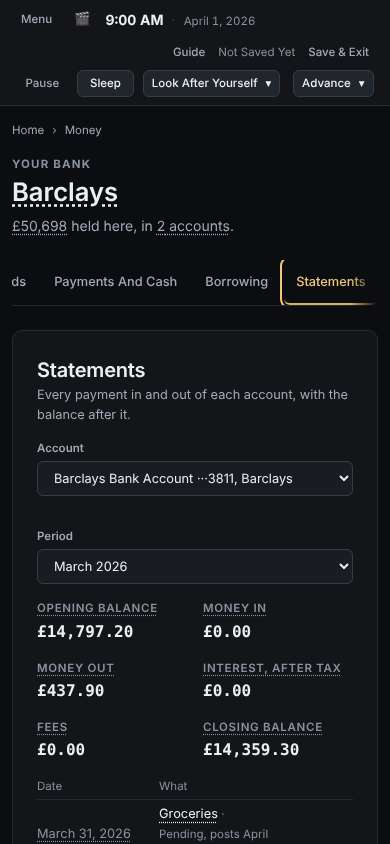 Menu 🎬 9:00 AM · April 1, 2026
Guide Not Saved Yet Save & Exit
Pause Sleep Look After Yourself ▾ Advance ▾
Home › Money
YOUR BANK
Barclays
£50,698 held here, in 2 accounts.
ds Payments And Cash Borrowing Statements
Statements
Every payment in and out of each account, with the
balance after it.
Account
Barclays Bank Account ···3811, Barclays
Period
March 2026
OPENING BALANCE MONEY IN
£14,797.20 £0.00
MONEY OUT INTEREST, AFTER TAX
£437.90 £0.00
FEES CLOSING BALANCE
£0.00 £14,359.30
Date What
Groceries ·
March 31, 2026 Pending, posts April